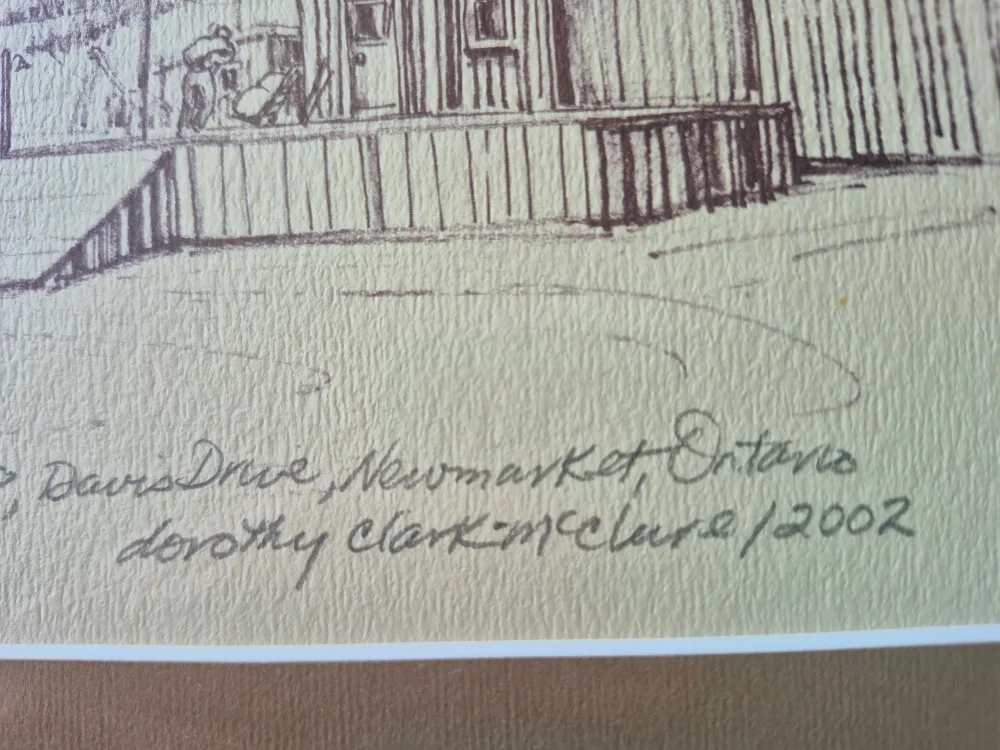 , Davis Drive, Newmarket, Ontario
dorothy clark-mcclure / 2002